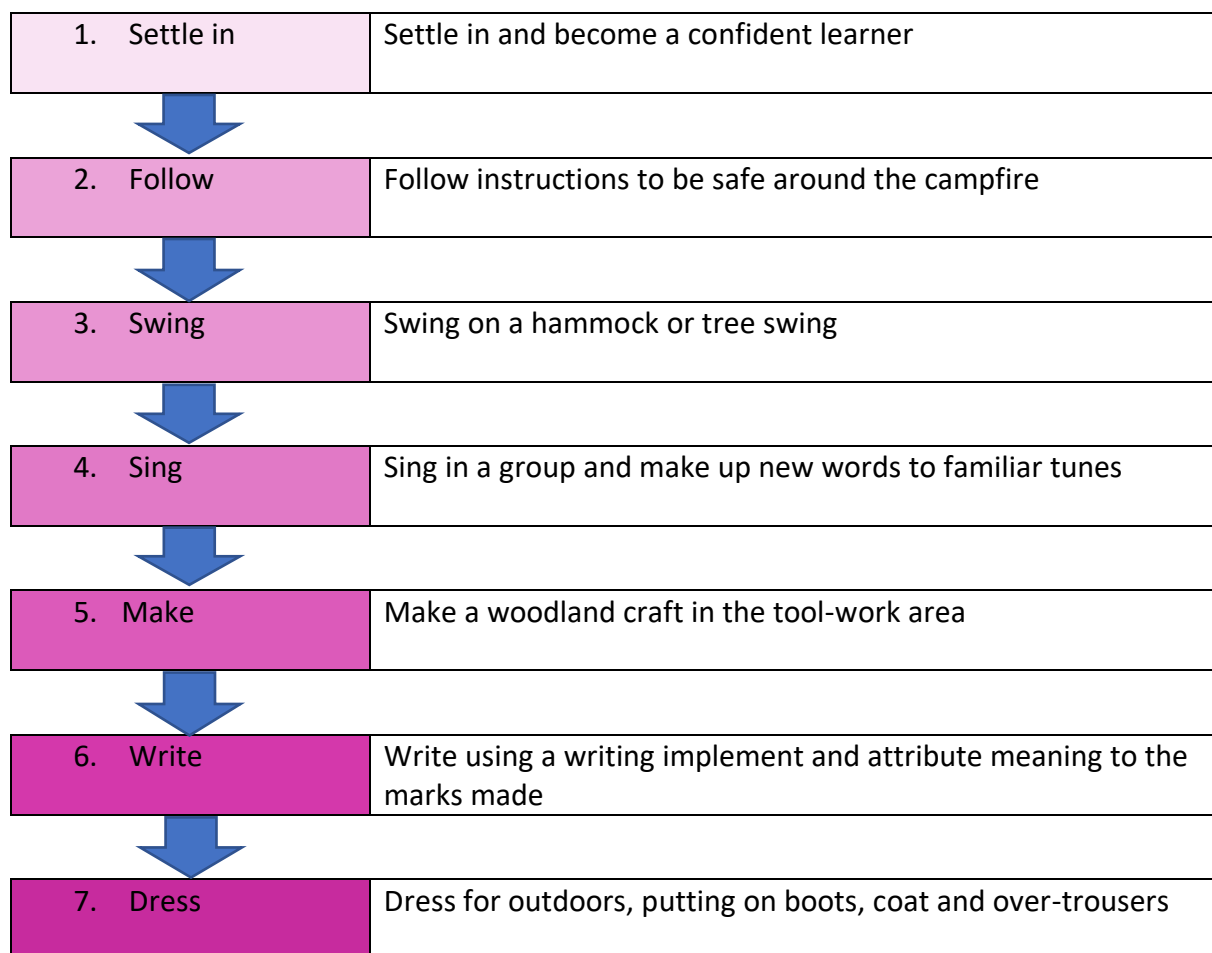 1. Settle in
Settle in and become a confident learner
2. Follow
Follow instructions to be safe around the campfire
3. Swing
Swing on a hammock or tree swing
4. Sing
Sing in a group and make up new words to familiar tunes
5. Make
Make a woodland craft in the tool-work area
6. Write
Write using a writing implement and attribute meaning to the
marks made
7. Dress
Dress for outdoors, putting on boots, coat and over-trousers